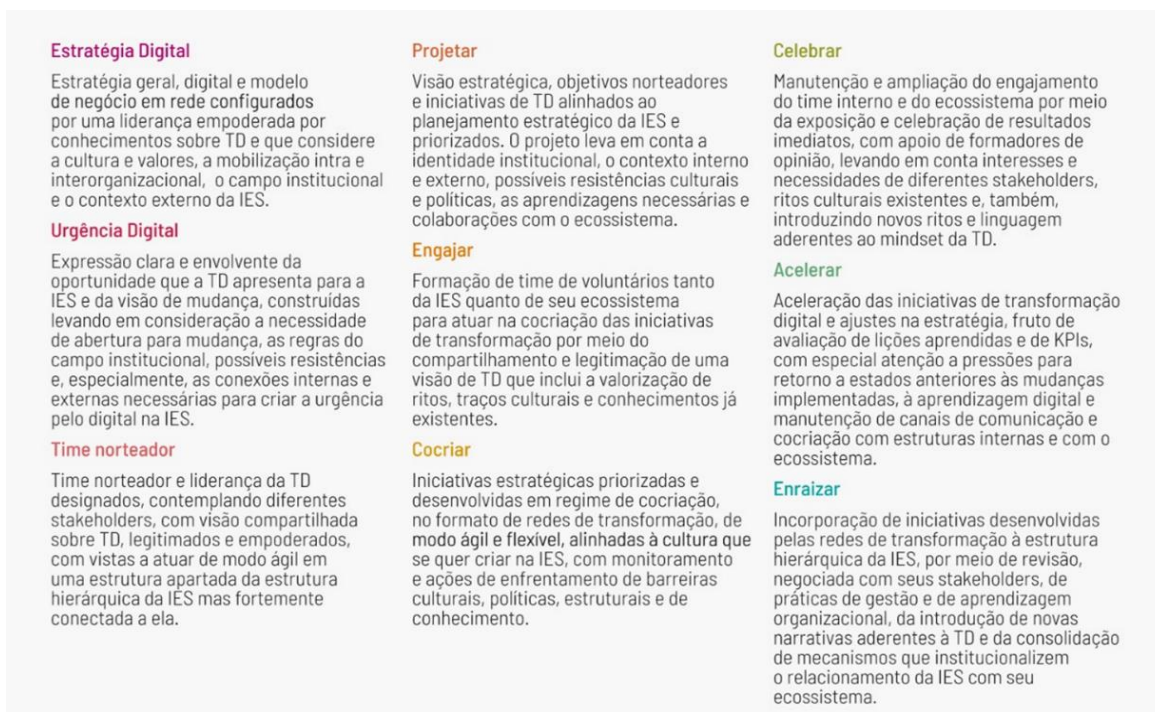 Estratégia Digital
Estratégia geral, digital e modelo
de negócio em rede configurados
por uma liderança empoderada por
conhecimentos sobre TD e que considere
a cultura e valores, a mobilização intra e
interorganizacional, o campo institucional
e o contexto externo da IES.
Urgência Digital
Expressão clara e envolvente da
oportunidade que a TD apresenta para a
IES e da visão de mudança, construídas
levando em consideração a necessidade
de abertura para mudança, as regras do
campo institucional, possíveis resistências
e, especialmente, as conexões internas e
externas necessárias para criar a urgência
pelo digital na IES.
Time norteador
Time norteador e liderança da TD
designados, contemplando diferentes
stakeholders, com visão compartilhada
sobre TD, legitimados e empoderados,
com vistas a atuar de modo ágil em
uma estrutura apartada da estrutura
hierárquica da IES mas fortemente
conectada a ela.
Projetar
Visão estratégica, objetivos norteadores
e iniciativas de TD alinhados ao
planejamento estratégico da IES e
priorizados. O projeto leva em conta a
identidade institucional, o contexto interno
e externo, possíveis resistências culturais
e políticas, as aprendizagens necessárias e
colaborações com o ecossistema.
Engajar
Formação de time de voluntários tanto
da IES quanto de seu ecossistema
para atuar na cocriação das iniciativas
de transformação por meio do
compartilhamento e legitimação de uma
visão de TD que inclui a valorização de
ritos, traços culturais e conhecimentos já
existentes.
Cocriar
Iniciativas estratégicas priorizadas e
desenvolvidas em regime de cocriação,
no formato de redes de transformação, de
modo ágil e flexível, alinhadas à cultura que
se quer criar na IES, com monitoramento
e ações de enfrentamento de barreiras
culturais, políticas, estruturais e de
conhecimento.
Celebrar
Manutenção e ampliação do engajamento
do time interno e do ecossistema por meio
da exposição e celebração de resultados
imediatos, com apoio de formadores de
opinião, levando em conta interesses e
necessidades de diferentes stakeholders,
ritos culturais existentes e, também,
introduzindo novos ritos e linguagem
aderentes ao mindset da TD.
Acelerar
Aceleração das iniciativas de transformação
digital e ajustes na estratégia, fruto de
avaliação de lições aprendidas e de KPIs,
com especial atenção a pressões para
retorno a estados anteriores às mudanças
implementadas, à aprendizagem digital e
manutenção de canais de comunicação e
cocriação com estruturas internas e com o
ecossistema.
Enraizar
Incorporação de iniciativas desenvolvidas
pelas redes de transformação à estrutura
hierárquica da IES, por meio de revisão,
negociada com seus stakeholders, de
práticas de gestão e de aprendizagem
organizacional, da introdução de novas
narrativas aderentes à TD e da consolidação
de mecanismos que institucionalizem
o relacionamento da IES com seu
ecossistema.